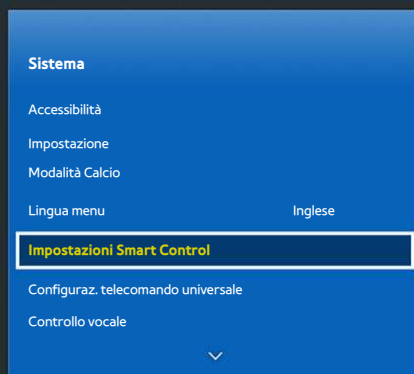 Sistema
Accessibilità
Impostazione
Modalità Calcio
Lingua menu Inglese
Impostazioni Smart Control
Configuraz. telecomando universale
Controllo vocale